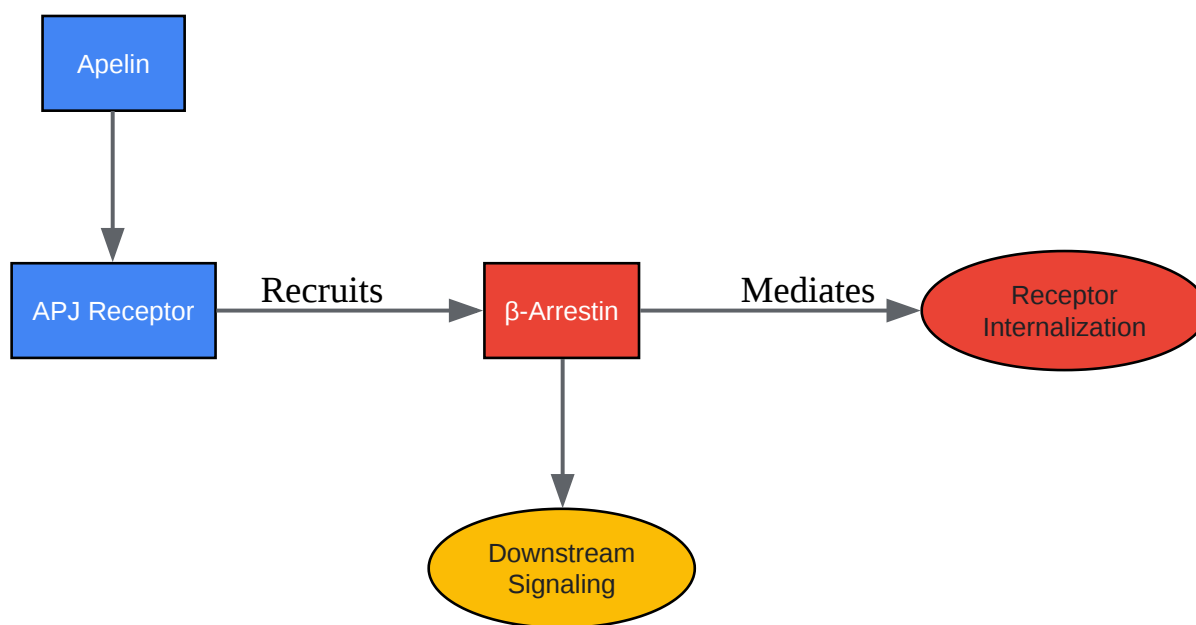 Apelin
APJ Receptor
Recruits
β-Arrestin
Mediates
Receptor
Internalization
Downstream
Signaling